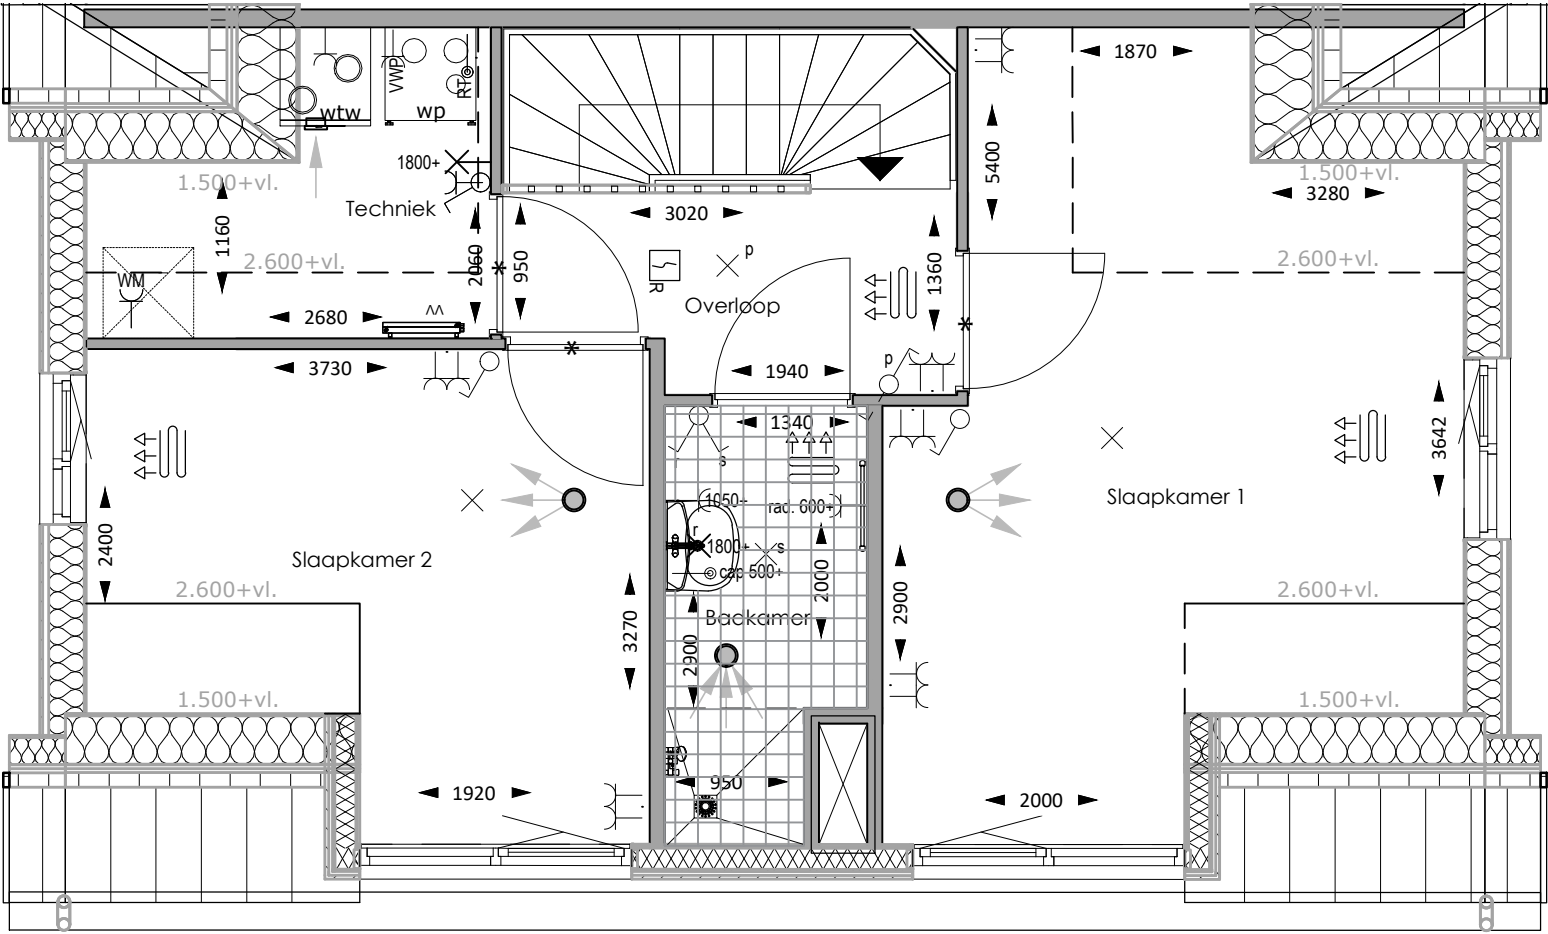 1870
VWP
RT
wtw
wp
1800+
5400
1.500+vl.
1.500+vl.
3280
Techniek
3020
1160
2060
950
1360
p
2.600+vl.
2.600+vl.
WM
R
Overloop
2680
^^
3730
1940
p
1340
3642
r
s
1050+
rad. 600+
Slaapkamer 1
2400
r
1800+
s
Slaapkamer 2
cap 500+
2000
2.600+vl.
2.600+vl.
2900
Badkamer
3270
2900
1.500+vl.
1.500+vl.
950
1920
2000